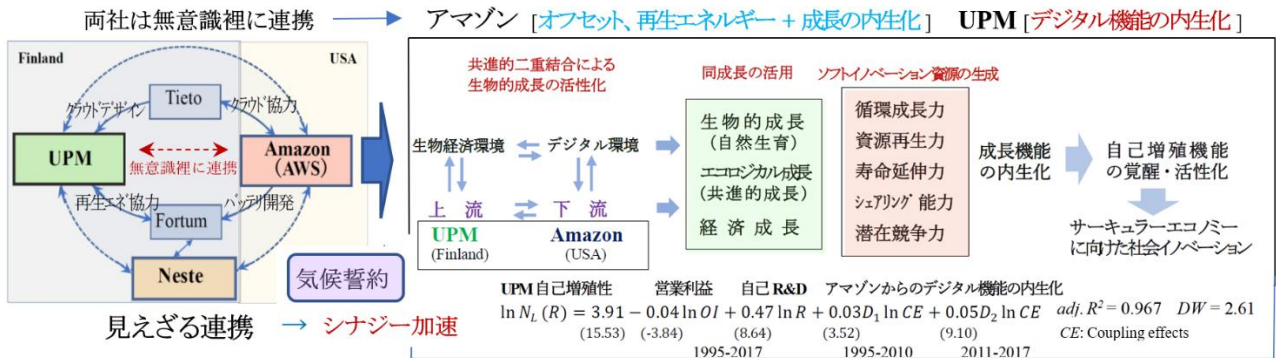 両社は無意識裡に連携
アマゾン [オフセット、再生エネルギー + 成長の内生化] UPM [デジタル機能の内生化]
Finland
USA
Tieto
クラウドデザイン
クラウド協力
UPM
無意識裡に連携
Amazon
(AWS)
再生エネ協力
バッテリ開発
Fortum
Neste
気候誓約
見えざる連携 → シナジー加速
共進的二重結合による
生物的成長の活性化
生物経済環境
デジタル環境
上 流
下 流
UPM
(Finland)
Amazon
(USA)
同成長の活用
生物的成長
(自然生育)
エコロジカル成長
(共進的成長)
経 済 成 長
ソフトイノベーション資源の生成
循環成長力
資源再生力
寿命延伸力
シェアリング能力
潜在競争力
成長機能
の内生化
自己増殖機能
の覚醒・活性化
サーキュラーエコノミー
に向けた社会イノベーション
UPM 自己増殖性 営業利益 自己 R&D アマゾンからのデジタル機能の内生化
ln N_L (R) = 3.91 − 0.04 ln OI + 0.47 ln R + 0.03D_1 ln CE + 0.05D_2 ln CE adj. R² = 0.967 DW = 2.61
(15.53) (-3.84) (8.64) (3.52) (9.10) CE: Coupling effects
1995-2017 1995-2010 2011-2017